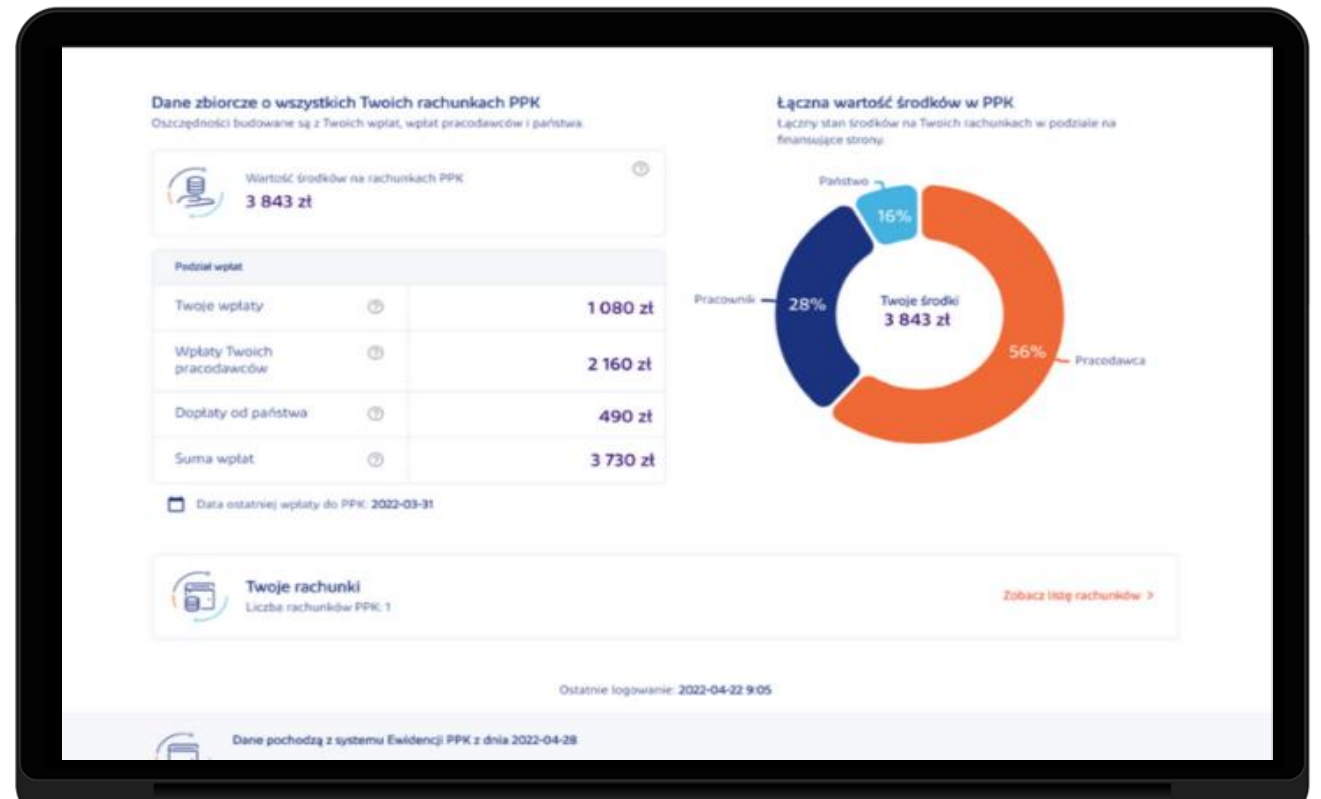 Dane zbiorcze o wszystkich Twoich rachunkach PPK
Oszczędności budowane są z Twoich wpłat, wpłat pracodawców i państwa.
Wartość środków na rachunkach PPK
3 843 zł
Podział wpłat
Twoje wpłaty
1 080 zł
Wpłaty Twoich
pracodawców
2 160 zł
Dopłaty od państwa
490 zł
Suma wpłat
3 730 zł
Data ostatniej wpłaty do PPK: 2022-03-31
Łączna wartość środków w PPK
Łączny stan środków na Twoich rachunkach w podziale na
finansujące strony.
Państwo
16%
Pracownik
28%
Twoje środki
3 843 zł
56%
Pracodawca
Twoje rachunki
Liczba rachunków PPK: 1
Zobacz listę rachunków >
Ostatnie logowanie: 2022-04-22 9:05
Dane pochodzą z systemu Ewidencji PPK z dnia 2022-04-28